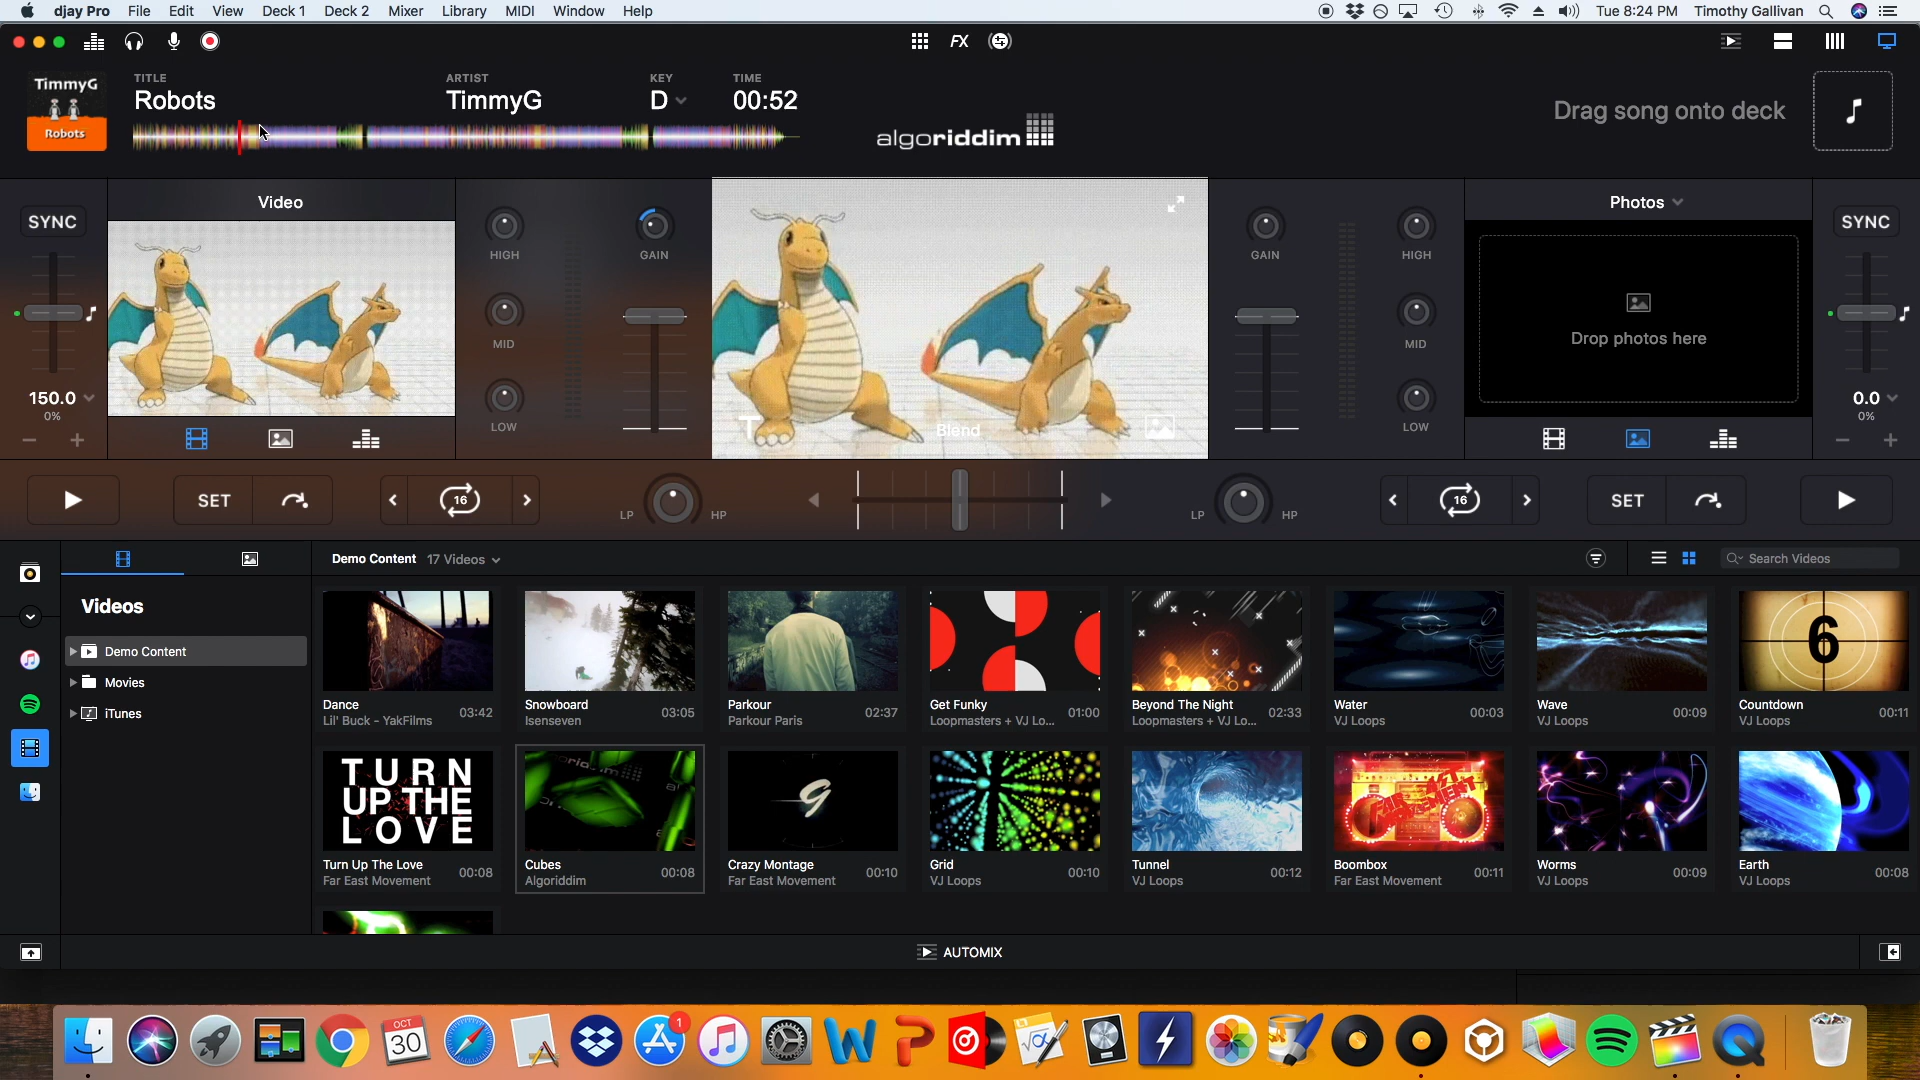 djay Pro File Edit View Deck 1 Deck 2 Mixer Library MIDI Window Help Tue 8:24 PM Timothy Gallivan
FX
TimmyG
Robots
TITLE ARTIST KEY TIME
Robots TimmyG D 00:52
algoriddim
Drag song onto deck
SYNC Video HIGH GAIN GAIN HIGH Photos SYNC
MID MID
Drop photos here
150.0 0.0
0% 0%
LOW Blend LOW
T
SET 16 LP HP LP HP 16 SET
Demo Content 17 Videos Search Videos
Videos
Demo Content
Movies
iTunes
Dance
Lil' Buck - YakFilms 03:42
Snowboard
Isenseven 03:05
Parkour
Parkour Paris 02:37
Get Funky
Loopmasters + VJ Lo... 01:00
Beyond The Night
Loopmasters + VJ Lo... 02:33
Water
VJ Loops 00:03
Wave
VJ Loops 00:09
6
Countdown
VJ Loops 00:11
TURN
UP THE
LOVE
Turn Up The Love
Far East Movement 00:08
Cubes
Algoriddim 00:08
Crazy Montage
Far East Movement 00:10
Grid
VJ Loops 00:10
Tunnel
VJ Loops 00:12
Boombox
Far East Movement 00:11
Worms
VJ Loops 00:09
Earth
VJ Loops 00:08
AUTOMIX
OCT
30
1